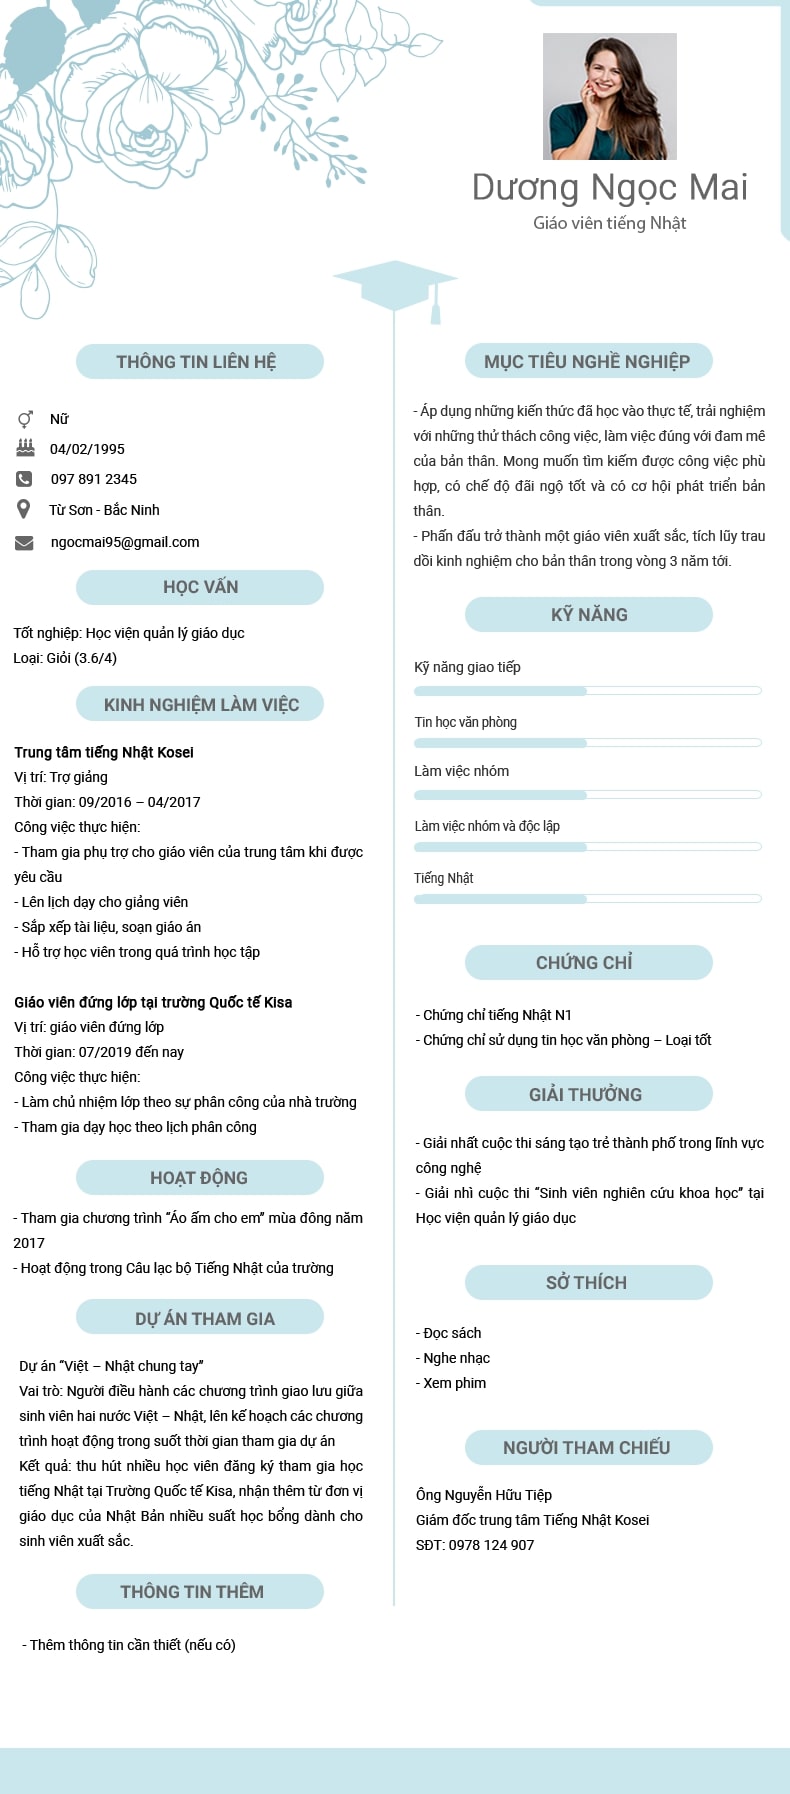 Dương Ngọc Mai
Giáo viên tiếng Nhật
THÔNG TIN LIÊN HỆ
Nữ
04/02/1995
097 891 2345
Từ Sơn - Bắc Ninh
ngocmai95@gmail.com
HỌC VẤN
Tốt nghiệp: Học viện quản lý giáo dục
Loại: Giỏi (3.6/4)
KINH NGHIỆM LÀM VIỆC
Trung tâm tiếng Nhật Kosei
Vị trí: Trợ giảng
Thời gian: 09/2016 – 04/2017
Công việc thực hiện:
- Tham gia phụ trợ cho giáo viên của trung tâm khi được
yêu cầu
- Lên lịch dạy cho giảng viên
- Sắp xếp tài liệu, soạn giáo án
- Hỗ trợ học viên trong quá trình học tập
Giáo viên đứng lớp tại trường Quốc tế Kisa
Vị trí: giáo viên đứng lớp
Thời gian: 07/2019 đến nay
Công việc thực hiện:
- Làm chủ nhiệm lớp theo sự phân công của nhà trường
- Tham gia dạy học theo lịch phân công
HOẠT ĐỘNG
- Tham gia chương trình “Áo ấm cho em” mùa đông năm
2017
- Hoạt động trong Câu lạc bộ Tiếng Nhật của trường
DỰ ÁN THAM GIA
Dự án “Việt – Nhật chung tay”
Vai trò: Người điều hành các chương trình giao lưu giữa
sinh viên hai nước Việt – Nhật, lên kế hoạch các chương
trình hoạt động trong suốt thời gian tham gia dự án
Kết quả: thu hút nhiều học viên đăng ký tham gia học
tiếng Nhật tại Trường Quốc tế Kisa, nhận thêm từ đơn vị
giáo dục của Nhật Bản nhiều suất học bổng dành cho
sinh viên xuất sắc.
THÔNG TIN THÊM
- Thêm thông tin cần thiết (nếu có)
MỤC TIÊU NGHỀ NGHIỆP
- Áp dụng những kiến thức đã học vào thực tế, trải nghiệm
với những thử thách công việc, làm việc đúng với đam mê
của bản thân. Mong muốn tìm kiếm được công việc phù
hợp, có chế độ đãi ngộ tốt và có cơ hội phát triển bản
thân.
- Phấn đấu trở thành một giáo viên xuất sắc, tích lũy trau
dồi kinh nghiệm cho bản thân trong vòng 3 năm tới.
KỸ NĂNG
Kỹ năng giao tiếp
Tin học văn phòng
Làm việc nhóm
Làm việc nhóm và độc lập
Tiếng Nhật
CHỨNG CHỈ
- Chứng chỉ tiếng Nhật N1
- Chứng chỉ sử dụng tin học văn phòng – Loại tốt
GIẢI THƯỞNG
- Giải nhất cuộc thi sáng tạo trẻ thành phố trong lĩnh vực
công nghệ
- Giải nhì cuộc thi “Sinh viên nghiên cứu khoa học” tại
Học viện quản lý giáo dục
SỞ THÍCH
- Đọc sách
- Nghe nhạc
- Xem phim
NGƯỜI THAM CHIẾU
Ông Nguyễn Hữu Tiệp
Giám đốc trung tâm Tiếng Nhật Kosei
SĐT: 0978 124 907